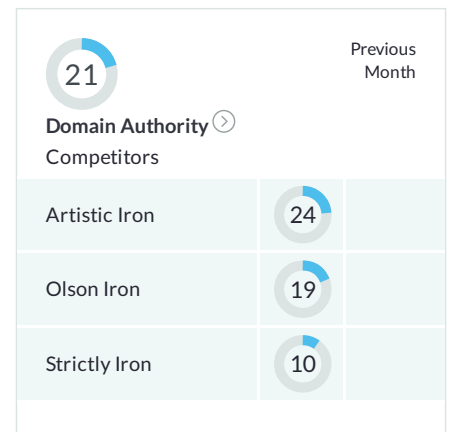 21
Previous
Month
Domain Authority
Competitors
Artistic Iron 24
Olson Iron 19
Strictly Iron 10